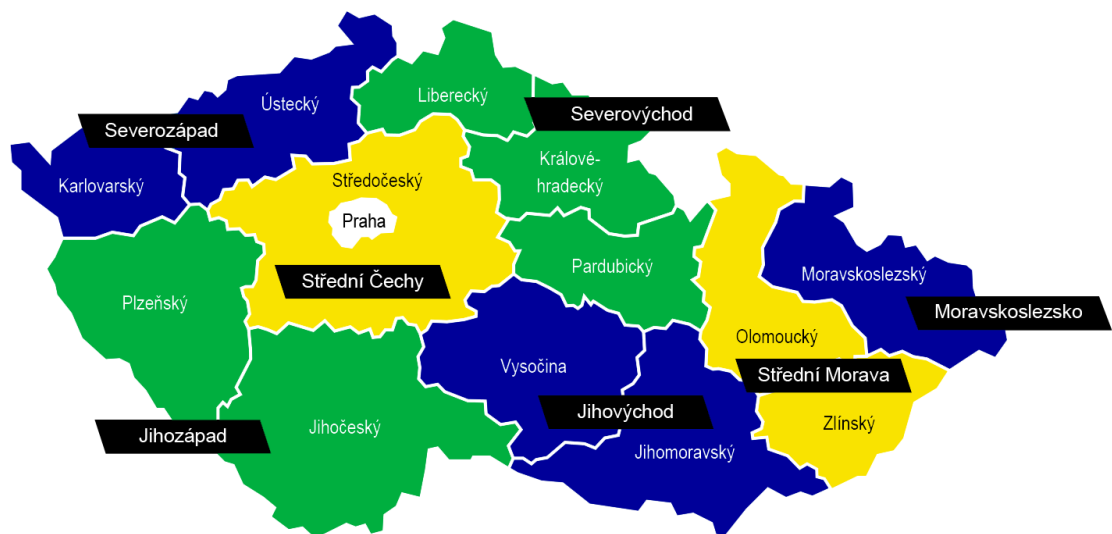 Ústecký
Liberecký
Severovýchod
Severozápad
Karlovarský
Středočeský
Králové-
hradecký
Praha
Plzeňský
Střední Čechy
Pardubický
Moravskoslezský
Moravskoslezsko
Olomoucký
Vysočina
Střední Morava
Jihozápad
Jihočeský
Jihovýchod
Zlínský
Jihomoravský